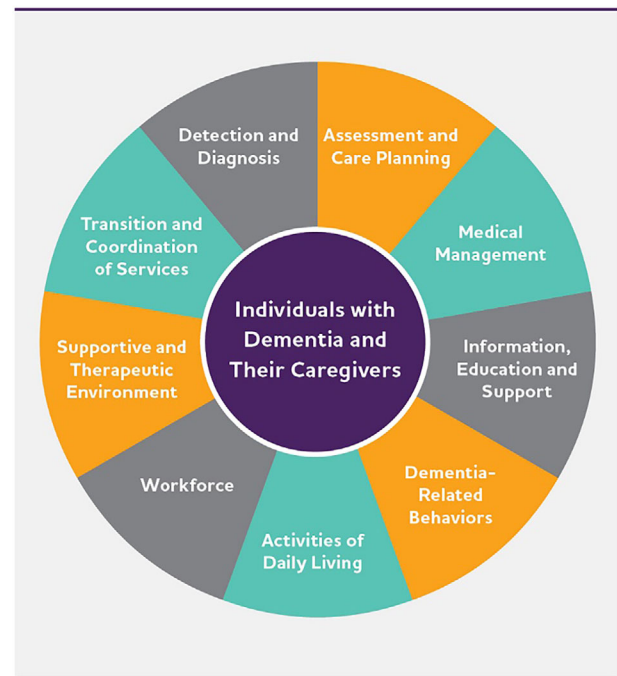 Detection and
Diagnosis
Assessment and
Care Planning
Medical
Management
Information,
Education and
Support
Dementia-
Related
Behaviors
Activities of
Daily Living
Workforce
Supportive and
Therapeutic
Environment
Transition and
Coordination
of Services
Individuals with
Dementia and
Their Caregivers